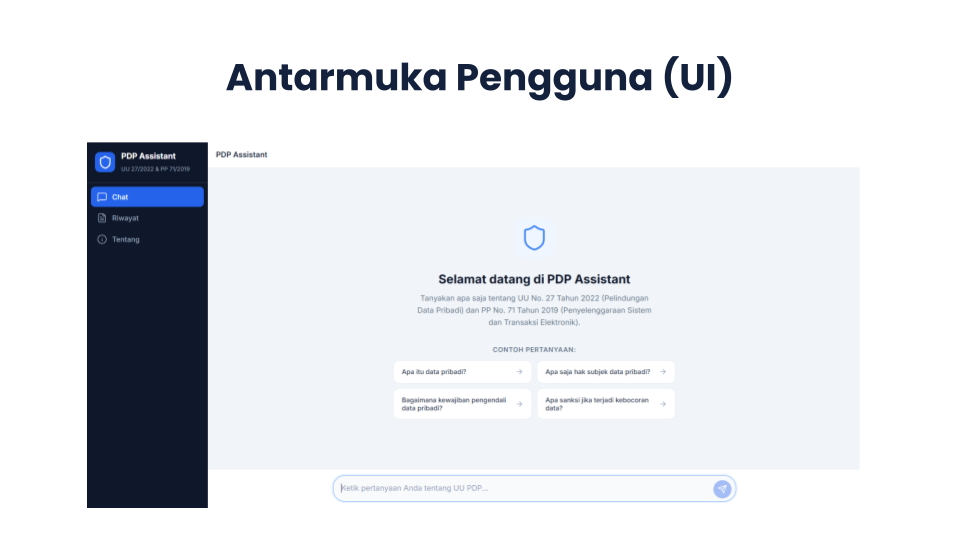 Antarmuka Pengguna (UI)
PDP Assistant
UU 27/2022 & PP 71/2019
Chat
Riwayat
Tentang
PDP Assistant
Selamat datang di PDP Assistant
Tanyakan apa saja tentang UU No. 27 Tahun 2022 (Pelindungan
Data Pribadi) dan PP No. 71 Tahun 2019 (Penyelenggaraan Sistem
dan Transaksi Elektronik).
CONTOH PERTANYAAN:
Apa itu data pribadi?
Apa saja hak subjek data pribadi?
Bagaimana kewajiban pengendali
data pribadi?
Apa sanksi jika terjadi kebocoran
data?
Ketik pertanyaan Anda tentang UU PDP...